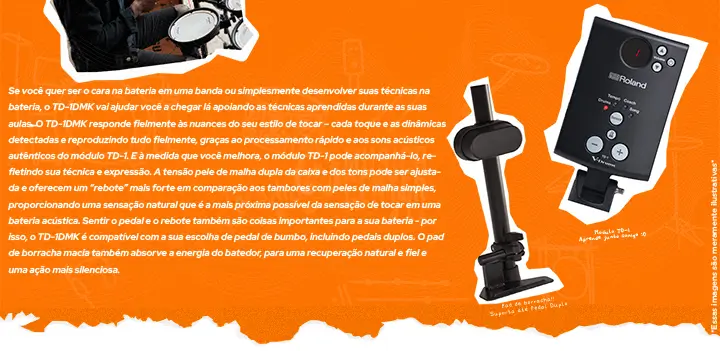 Se você quer ser o cara na bateria em uma banda ou simplesmente desenvolver suas técnicas na
bateria, o TD-1DMK vai ajudar você a chegar lá apoiando as técnicas aprendidas durante as suas
aulas. O TD-1DMK responde fielmente às nuances do seu estilo de tocar - cada toque e as dinâmicas
detectadas e reproduzindo tudo fielmente, graças ao processamento rápido e aos sons acústicos
autênticos do módulo TD-1. E à medida que você melhora, o módulo TD-1 pode acompanhá-lo, re-
fletindo sua técnica e expressão. A tensão pele de malha dupla da caixa e dos tons pode ser ajusta-
da e oferecem um "rebote" mais forte em comparação aos tambores com peles de malha simples,
proporcionando uma sensação natural que é a mais próxima possível da sensação de tocar em uma
bateria acústica. Sentir o pedal e o rebote também são coisas importantes para a sua bateria - por
isso, o TD-1DMK é compatível com a sua escolha de pedal de bumbo, incluindo pedais duplos. O pad
de borracha macia também absorve a energia do batedor, para uma recuperação natural e fiel e
uma ação mais silenciosa.
Roland
Tempo Coach
Drums Song
TD-1
V-Drums
Módulo TD-1
Pad de borracha!!
Suporta até Pedal Duplo
*Essas imagens são meramente ilustrativas*